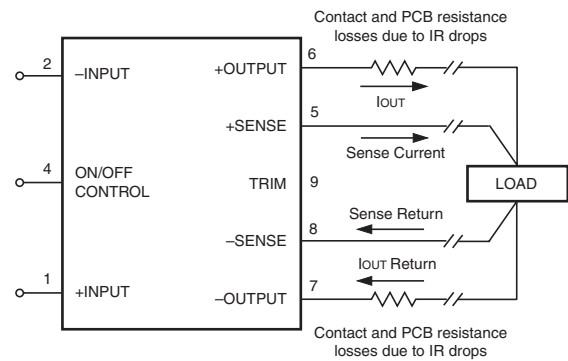 Contact and PCB resistance
losses due to IR drops
2
–INPUT
+OUTPUT
6
IOUT
5
+SENSE
Sense Current
4
ON/OFF
CONTROL
TRIM
9
LOAD
Sense Return
8
–SENSE
IOUT Return
1
+INPUT
–OUTPUT
7
Contact and PCB resistance
losses due to IR drops